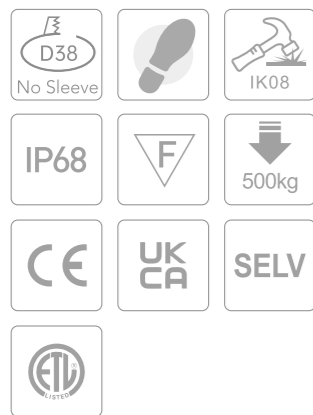 D38
No Sleeve
IK08
IP68
F
500kg
CE
UK
CA
SELV
ETL
LISTED